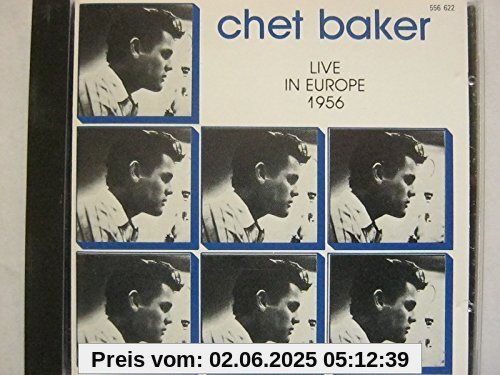 chet baker
556 622
LIVE
IN EUROPE
1956
Preis vom: 02.06.2025 05:12:39